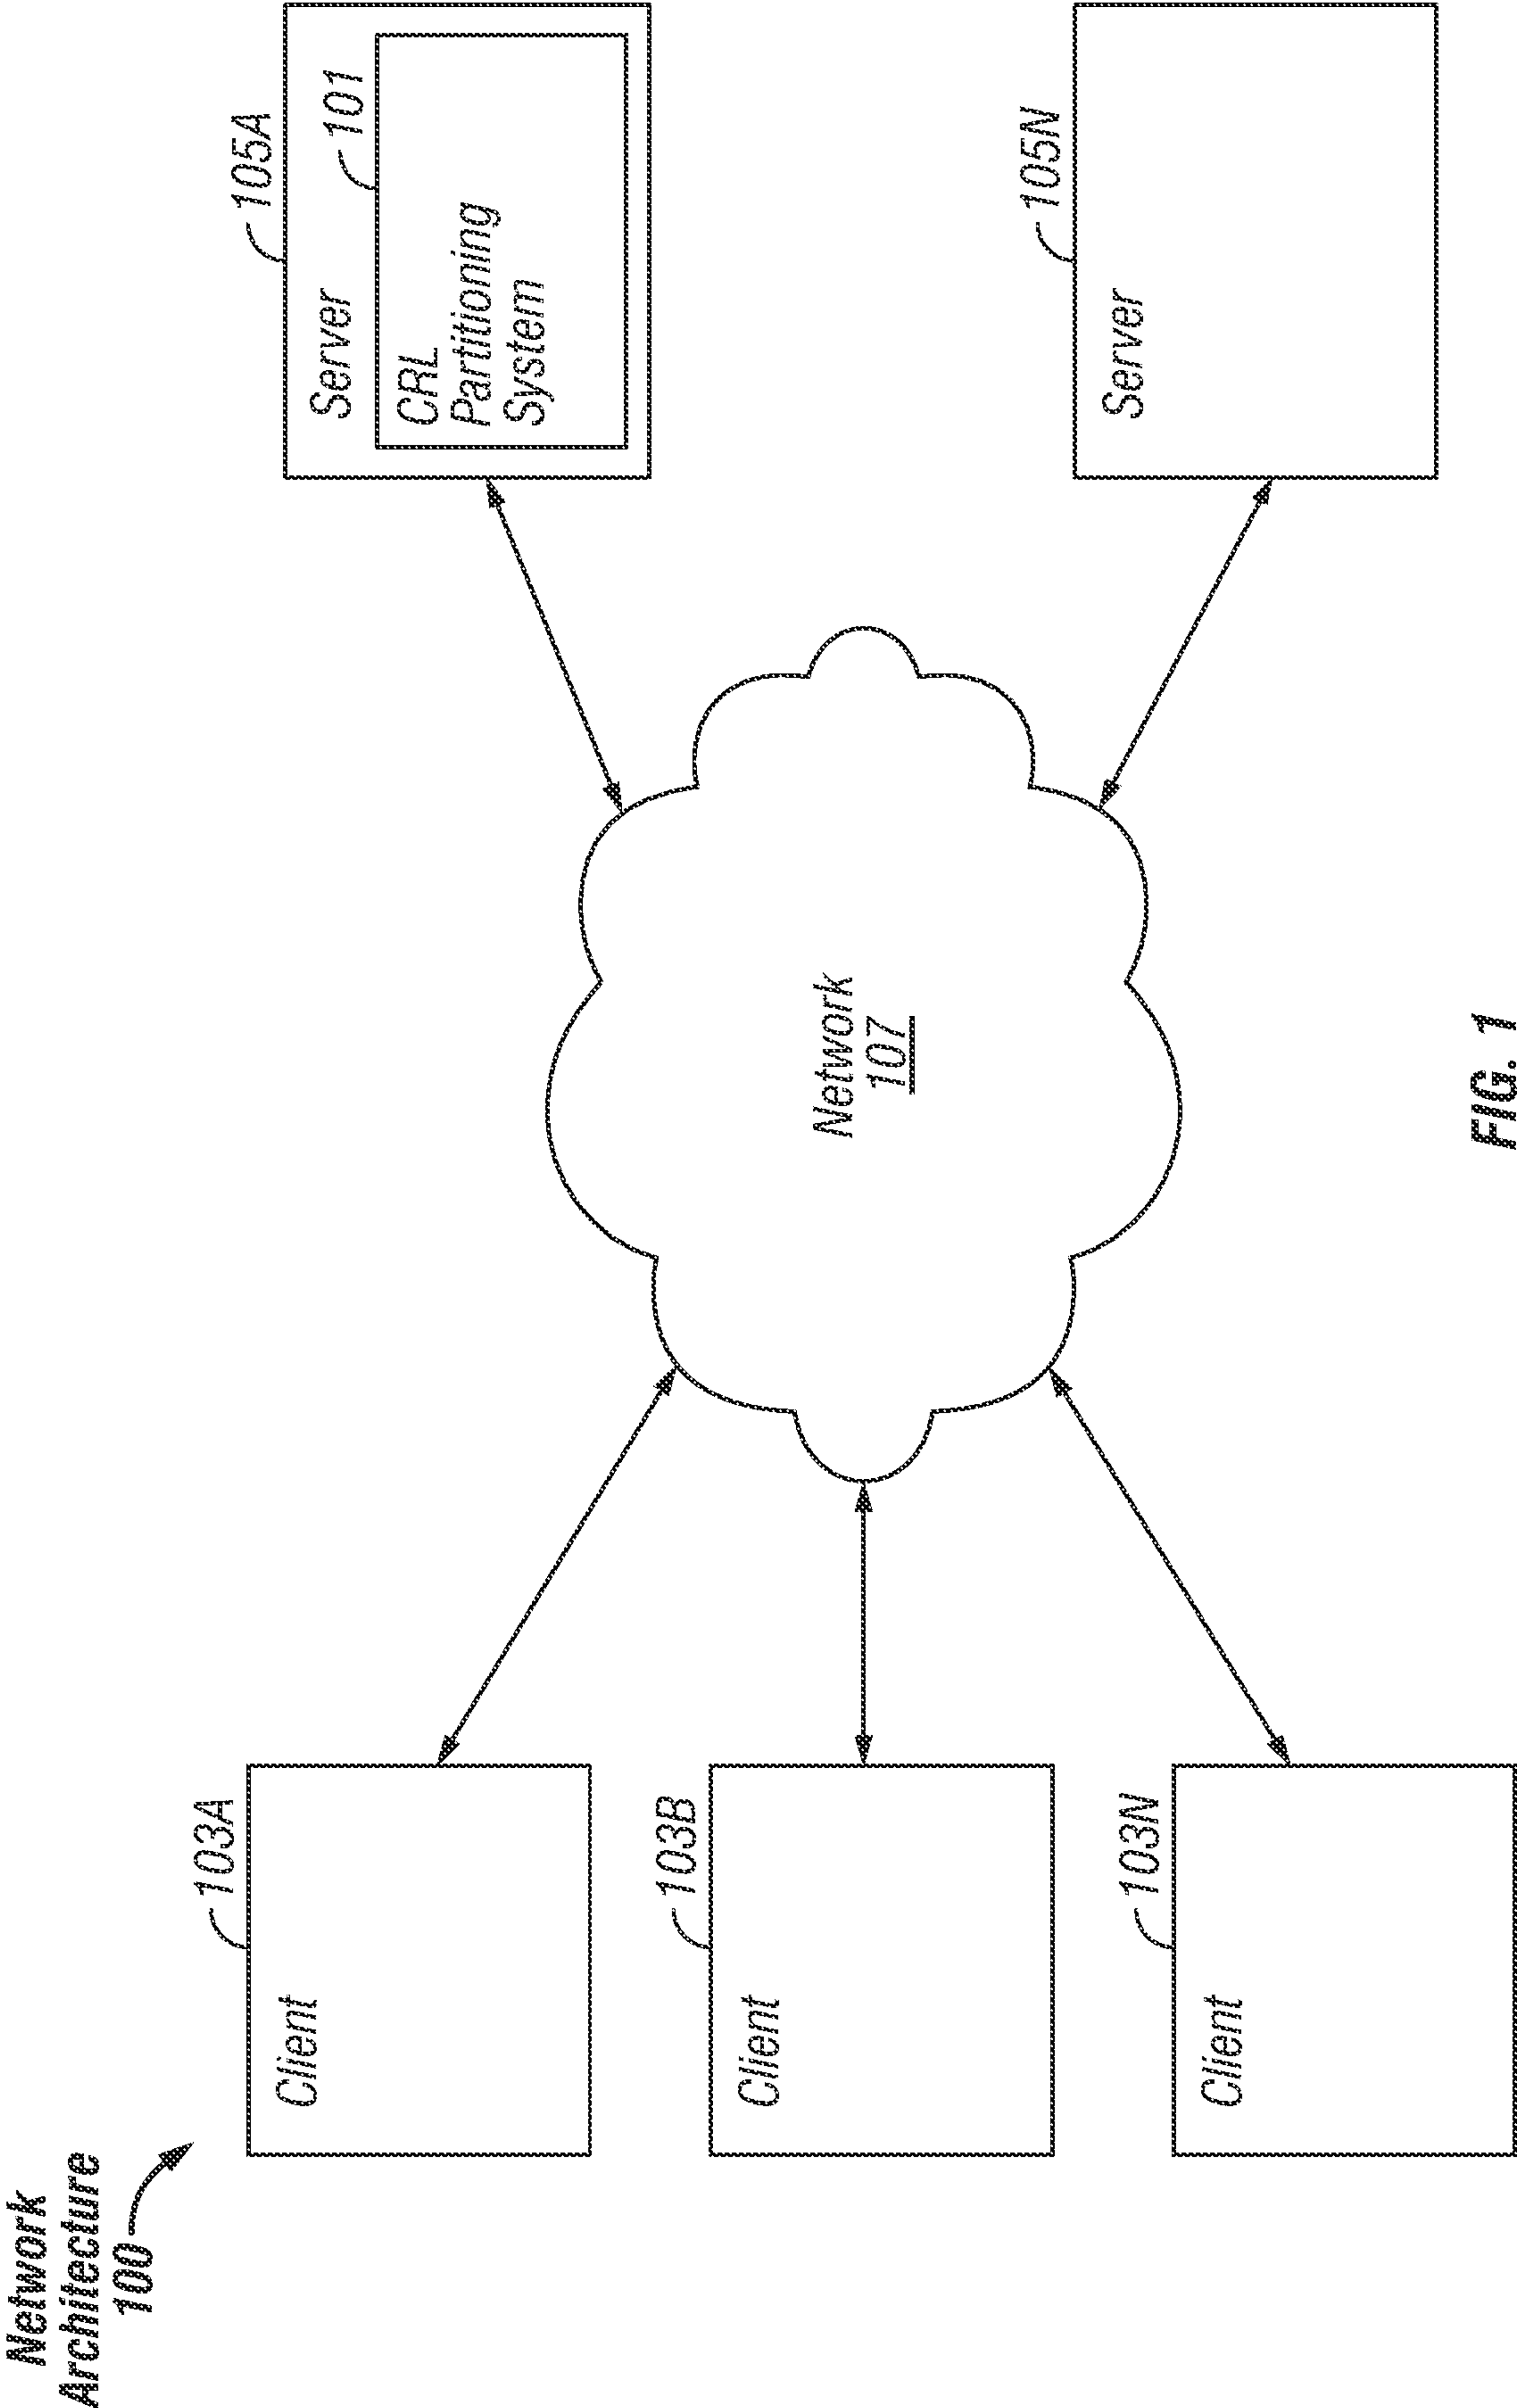 Network
Architecture
100
103A
Client
103B
Client
103N
Client
Network
107
105A
Server
101
CRL
Partitioning
System
105N
Server
FIG. 1